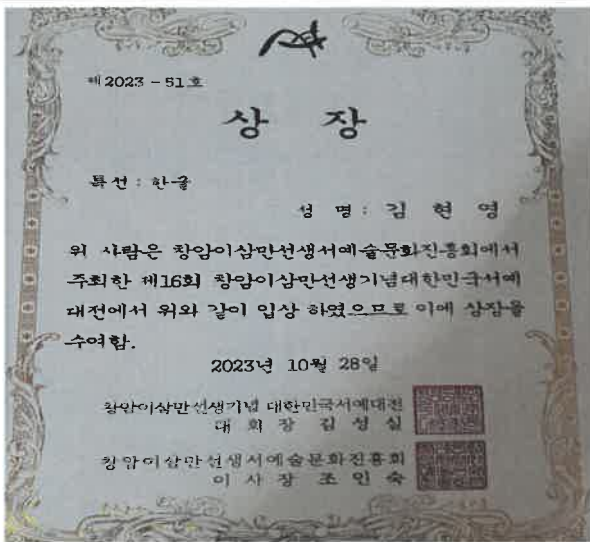 제 2023 - 51 호
상 장
특선 : 한글
성 명 : 김 현 영
위 사람은 창암이삼만선생서예술문화진흥회에서
주최한 제16회 창암이삼만선생기념대한민국서예
대전에서 위와 같이 입상 하였으므로 이에 상장을
수여함.
2023년 10월 28일
창암이삼만선생기념 대한민국서예대전
대 회 장 김 성 실
창암이삼만선생서예술문화진흥회
이 사 장 조 인 숙